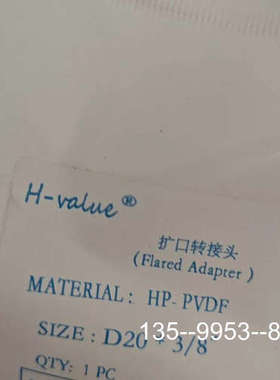 H-value®
扩口转接头
(Flared Adapter)
MATERIAL: HP-PVDF
SIZE: D20 * 3/8"
135--9953--8
QTY: 1 PC